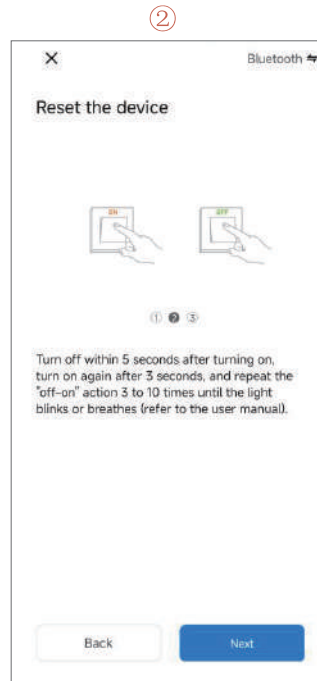 ②
Bluetooth ⇋
Reset the device
ON OFF
① ❷ ③
Turn off within 5 seconds after turning on,
turn on again after 3 seconds, and repeat the
"off-on" action 3 to 10 times until the light
blinks or breathes (refer to the user manual).
Back Next